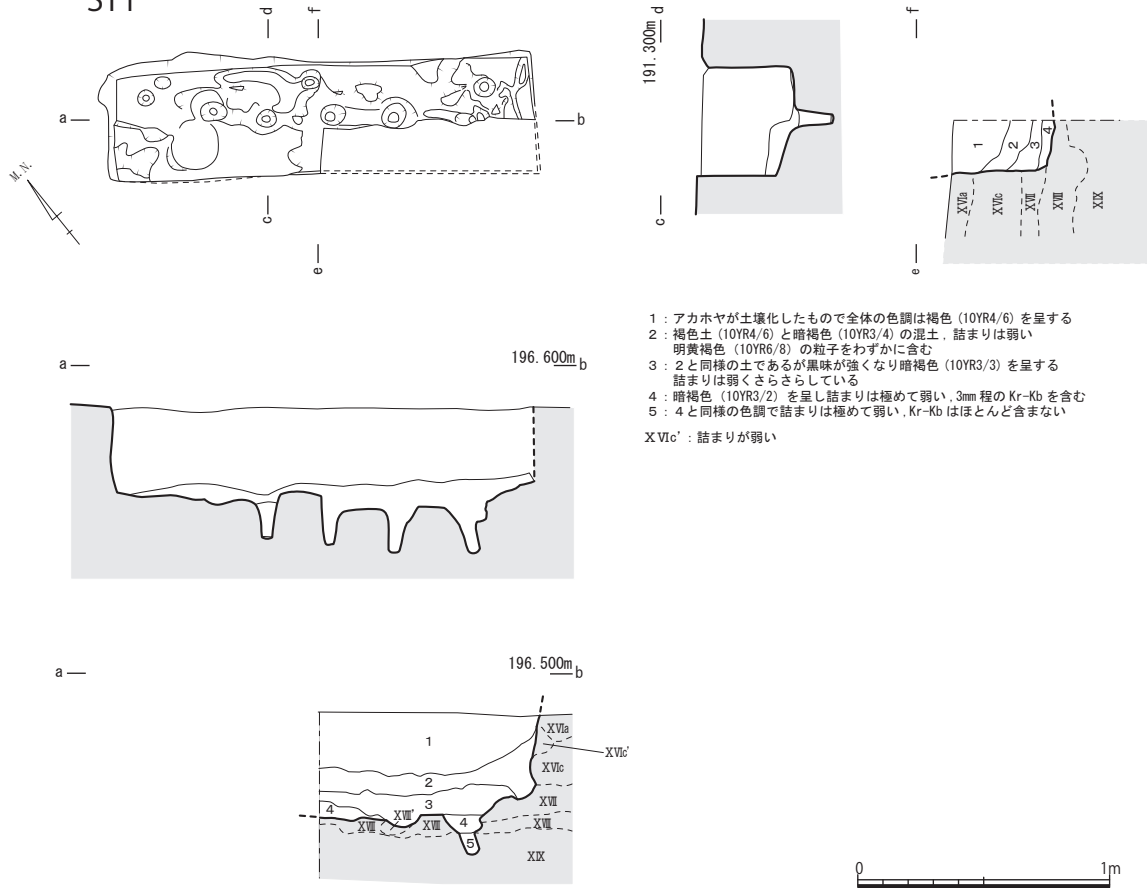 d
f
a
b
c
e
M.N.
d
191.300m
c
f
1
2
3
4
XVIa
XVIc
XVII
XVIII
XIX
e
1：アカホヤが土壌化したもので全体の色調は褐色 (10YR4/6) を呈する
2：褐色土 (10YR4/6) と暗褐色 (10YR3/4) の混土，詰まりは弱い
明黄褐色 (10YR6/8) の粒子をわずかに含む
3：2と同様の土であるが黒味が強くなり暗褐色 (10YR3/3) を呈する
詰まりは弱くさらさらしている
4：暗褐色 (10YR3/2) を呈し詰まりは極めて弱い，3mm 程の Kr-Kb を含む
5：4と同様の色調で詰まりは極めて弱い，Kr-Kb はほとんど含まない
XVIc'：詰まりが弱い
a
196.600m
b
a
196.500m
b
1
2
3
4
4
5
XVIa
XVIc'
XVIc
XVII
XVIII
XVIII'
XIX
0
1m